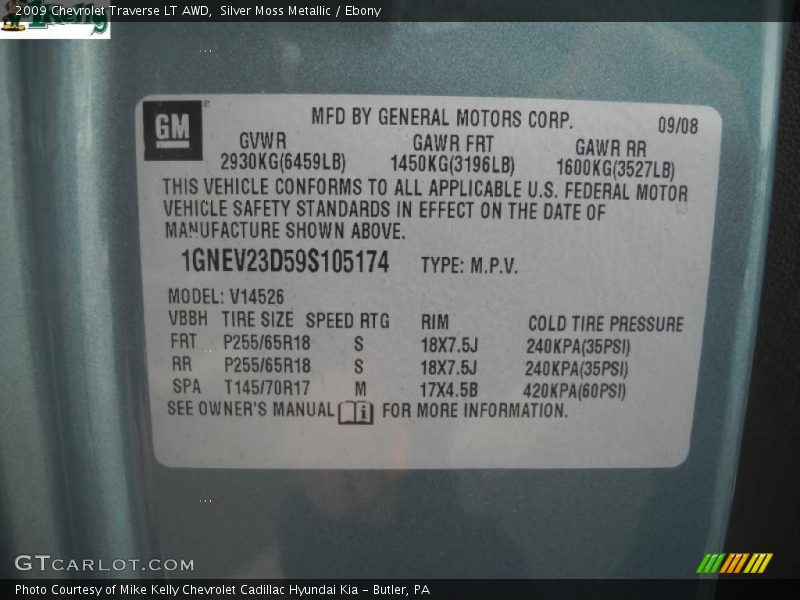 2009 Chevrolet Traverse LT AWD, Silver Moss Metallic / Ebony
GM
MFD BY GENERAL MOTORS CORP.
09/08
GVWR GAWR FRT GAWR RR
2930KG(6459LB) 1450KG(3196LB) 1600KG(3527LB)
THIS VEHICLE CONFORMS TO ALL APPLICABLE U.S. FEDERAL MOTOR
VEHICLE SAFETY STANDARDS IN EFFECT ON THE DATE OF
MANUFACTURE SHOWN ABOVE.
1GNEV23D59S105174 TYPE: M.P.V.
MODEL: V14526
VBBH TIRE SIZE SPEED RTG RIM COLD TIRE PRESSURE
FRT P255/65R18 S 18X7.5J 240KPA(35PSI)
RR P255/65R18 S 18X7.5J 240KPA(35PSI)
SPA T145/70R17 M 17X4.5B 420KPA(60PSI)
SEE OWNER'S MANUAL i FOR MORE INFORMATION.
GTCARLOT.COM
Photo Courtesy of Mike Kelly Chevrolet Cadillac Hyundai Kia - Butler, PA